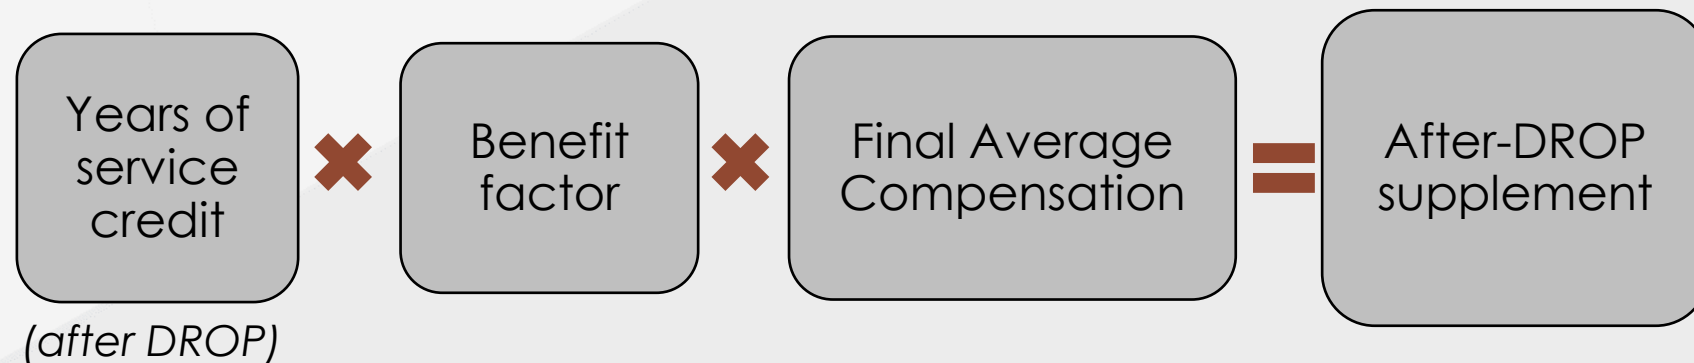 Years of
service
credit
(after DROP)
Benefit
factor
Final Average
Compensation
After-DROP
supplement